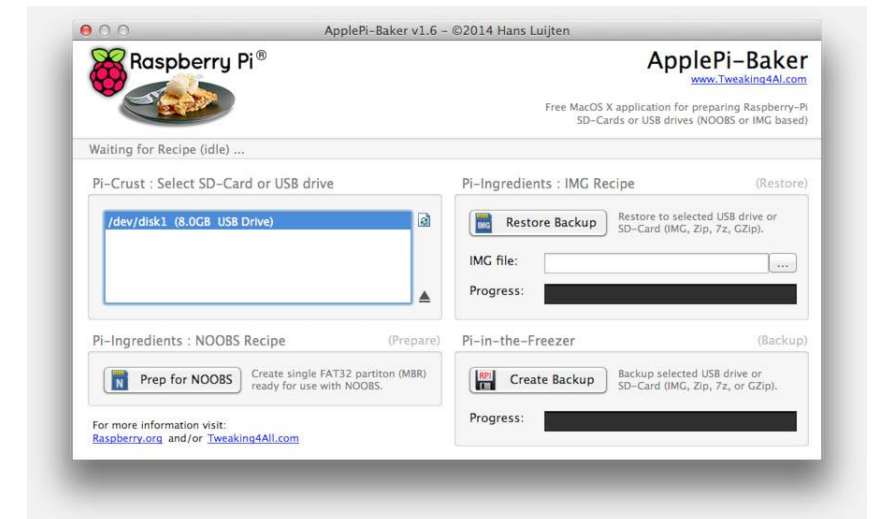 ApplePi-Baker v1.6 - ©2014 Hans Luijten
Raspberry Pi®
ApplePi-Baker
www.Tweaking4Al.com
Free MacOS X application for preparing Raspberry-Pi
SD-Cards or USB drives (NOOBS or IMG based)
Waiting for Recipe (idle) ...
Pi-Crust : Select SD-Card or USB drive
/dev/disk1 (8.0GB USB Drive)
Pi-Ingredients : NOOBS Recipe (Prepare)
N
Prep for NOOBS
Create single FAT32 partiton (MBR)
ready for use with NOOBS.
For more information visit:
Raspberry.org and/or Tweaking4All.com
Pi-Ingredients : IMG Recipe (Restore)
IMG
Restore Backup
Restore to selected USB drive or
SD-Card (IMG, Zip, 7z, GZip).
IMG file:
...
Progress:
Pi-in-the-Freezer (Backup)
RPI
Create Backup
Backup selected USB drive or
SD-Card (IMG, Zip, 7z, or GZip).
Progress: